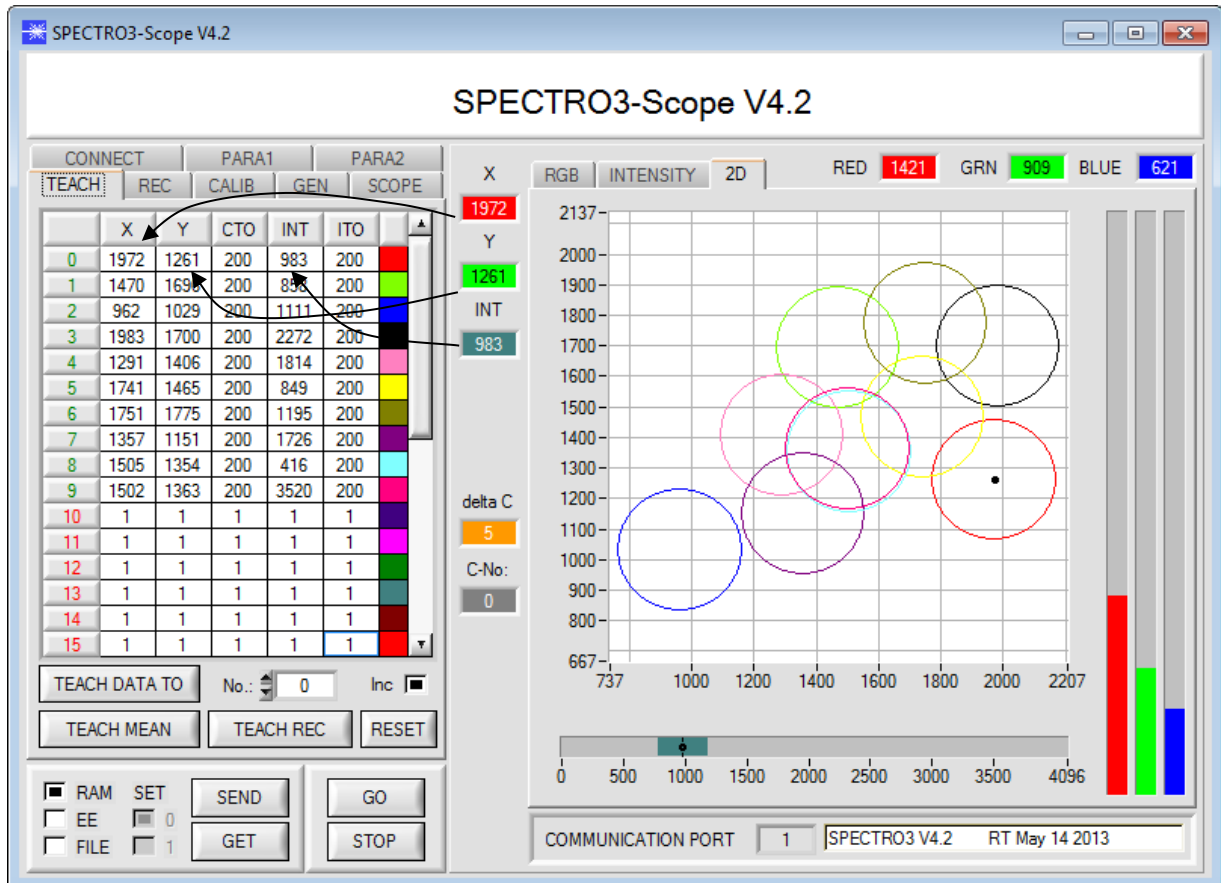 SPECTRO3-Scope V4.2
SPECTRO3-Scope V4.2
CONNECT PARA1 PARA2
TEACH REC CALIB GEN SCOPE
X Y CTO INT ITO
0 1972 1261 200 983 200
1 1470 1695 200 858 200
2 962 1029 200 1111 200
3 1983 1700 200 2272 200
4 1291 1406 200 1814 200
5 1741 1465 200 849 200
6 1751 1775 200 1195 200
7 1357 1151 200 1726 200
8 1505 1354 200 416 200
9 1502 1363 200 3520 200
10 1 1 1 1 1
11 1 1 1 1 1
12 1 1 1 1 1
13 1 1 1 1 1
14 1 1 1 1 1
15 1 1 1 1 1
TEACH DATA TO No.: 0 Inc
TEACH MEAN TEACH REC RESET
RAM SET SEND GO
EE 0
FILE 1 GET STOP
X
1972
Y
1261
INT
983
delta C
5
C-No:
0
RGB INTENSITY 2D RED 1421 GRN 909 BLUE 621
2137
2000
1900
1800
1700
1600
1500
1400
1300
1200
1100
1000
900
800
667
737 1000 1200 1400 1600 1800 2000 2207
0 500 1000 1500 2000 2500 3000 3500 4096
COMMUNICATION PORT 1 SPECTRO3 V4.2 RT May 14 2013